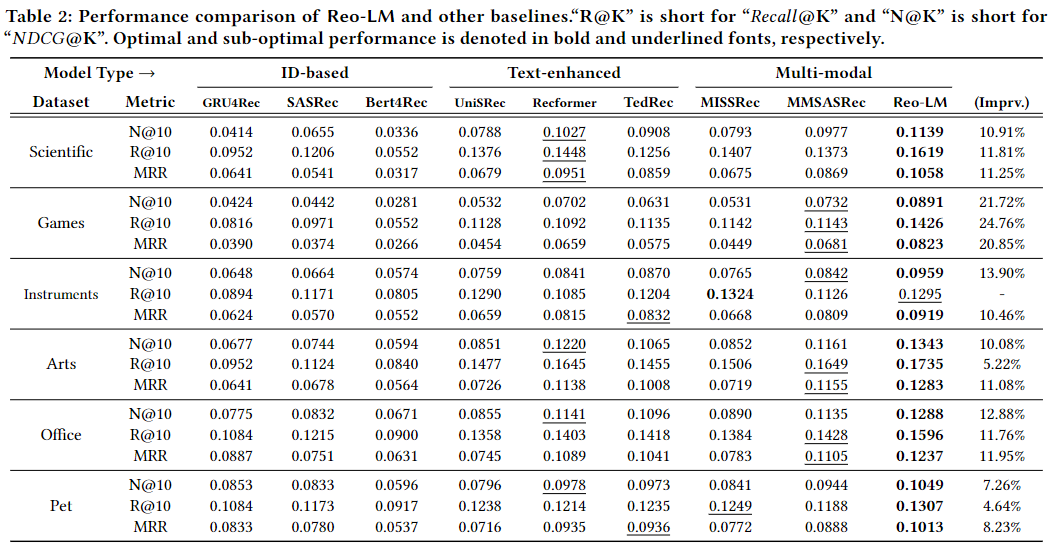 Table 2: Performance comparison of Reo-LM and other baselines.“R@K” is short for “Recall@K” and “N@K” is short for
“NDCG@K”. Optimal and sub-optimal performance is denoted in bold and underlined fonts, respectively.
Model Type → ID-based Text-enhanced Multi-modal
Dataset Metric GRU4Rec SASRec Bert4Rec UniSRec Recformer TedRec MISSRec MMSASRec Reo-LM (Imprv.)
N@10 0.0414 0.0655 0.0336 0.0788 0.1027 0.0908 0.0793 0.0977 0.1139 10.91%
Scientific R@10 0.0952 0.1206 0.0552 0.1376 0.1448 0.1256 0.1407 0.1373 0.1619 11.81%
MRR 0.0641 0.0541 0.0317 0.0679 0.0951 0.0859 0.0675 0.0869 0.1058 11.25%
N@10 0.0424 0.0442 0.0281 0.0532 0.0702 0.0631 0.0531 0.0732 0.0891 21.72%
Games R@10 0.0816 0.0971 0.0552 0.1128 0.1092 0.1135 0.1142 0.1143 0.1426 24.76%
MRR 0.0390 0.0374 0.0266 0.0454 0.0659 0.0575 0.0449 0.0681 0.0823 20.85%
N@10 0.0648 0.0664 0.0574 0.0759 0.0841 0.0870 0.0765 0.0842 0.0959 13.90%
Instruments R@10 0.0894 0.1171 0.0805 0.1290 0.1085 0.1204 0.1324 0.1126 0.1295 -
MRR 0.0624 0.0570 0.0552 0.0659 0.0815 0.0832 0.0668 0.0809 0.0919 10.46%
N@10 0.0677 0.0744 0.0594 0.0851 0.1220 0.1065 0.0852 0.1161 0.1343 10.08%
Arts R@10 0.0952 0.1124 0.0840 0.1477 0.1645 0.1455 0.1506 0.1649 0.1735 5.22%
MRR 0.0641 0.0678 0.0564 0.0726 0.1138 0.1008 0.0719 0.1155 0.1283 11.08%
N@10 0.0775 0.0832 0.0671 0.0855 0.1141 0.1096 0.0890 0.1135 0.1288 12.88%
Office R@10 0.1084 0.1215 0.0900 0.1358 0.1403 0.1418 0.1384 0.1428 0.1596 11.76%
MRR 0.0887 0.0751 0.0631 0.0745 0.1089 0.1041 0.0783 0.1105 0.1237 11.95%
N@10 0.0853 0.0833 0.0596 0.0796 0.0978 0.0973 0.0841 0.0944 0.1049 7.26%
Pet R@10 0.1084 0.1173 0.0917 0.1238 0.1214 0.1235 0.1249 0.1188 0.1307 4.64%
MRR 0.0833 0.0780 0.0537 0.0716 0.0935 0.0936 0.0772 0.0888 0.1013 8.23%